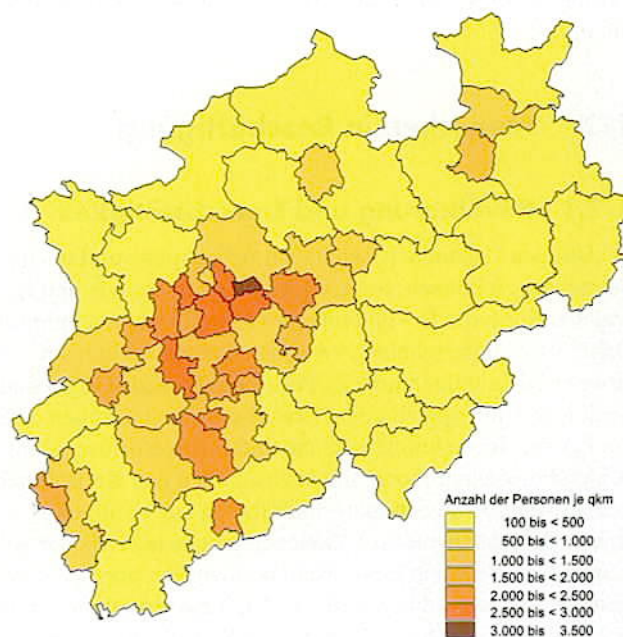 Anzahl der Personen je qkm
100 bis < 500
500 bis < 1.000
1.000 bis < 1.500
1.500 bis < 2.000
2.000 bis < 2.500
2.500 bis < 3.000
3.000 bis 3.500